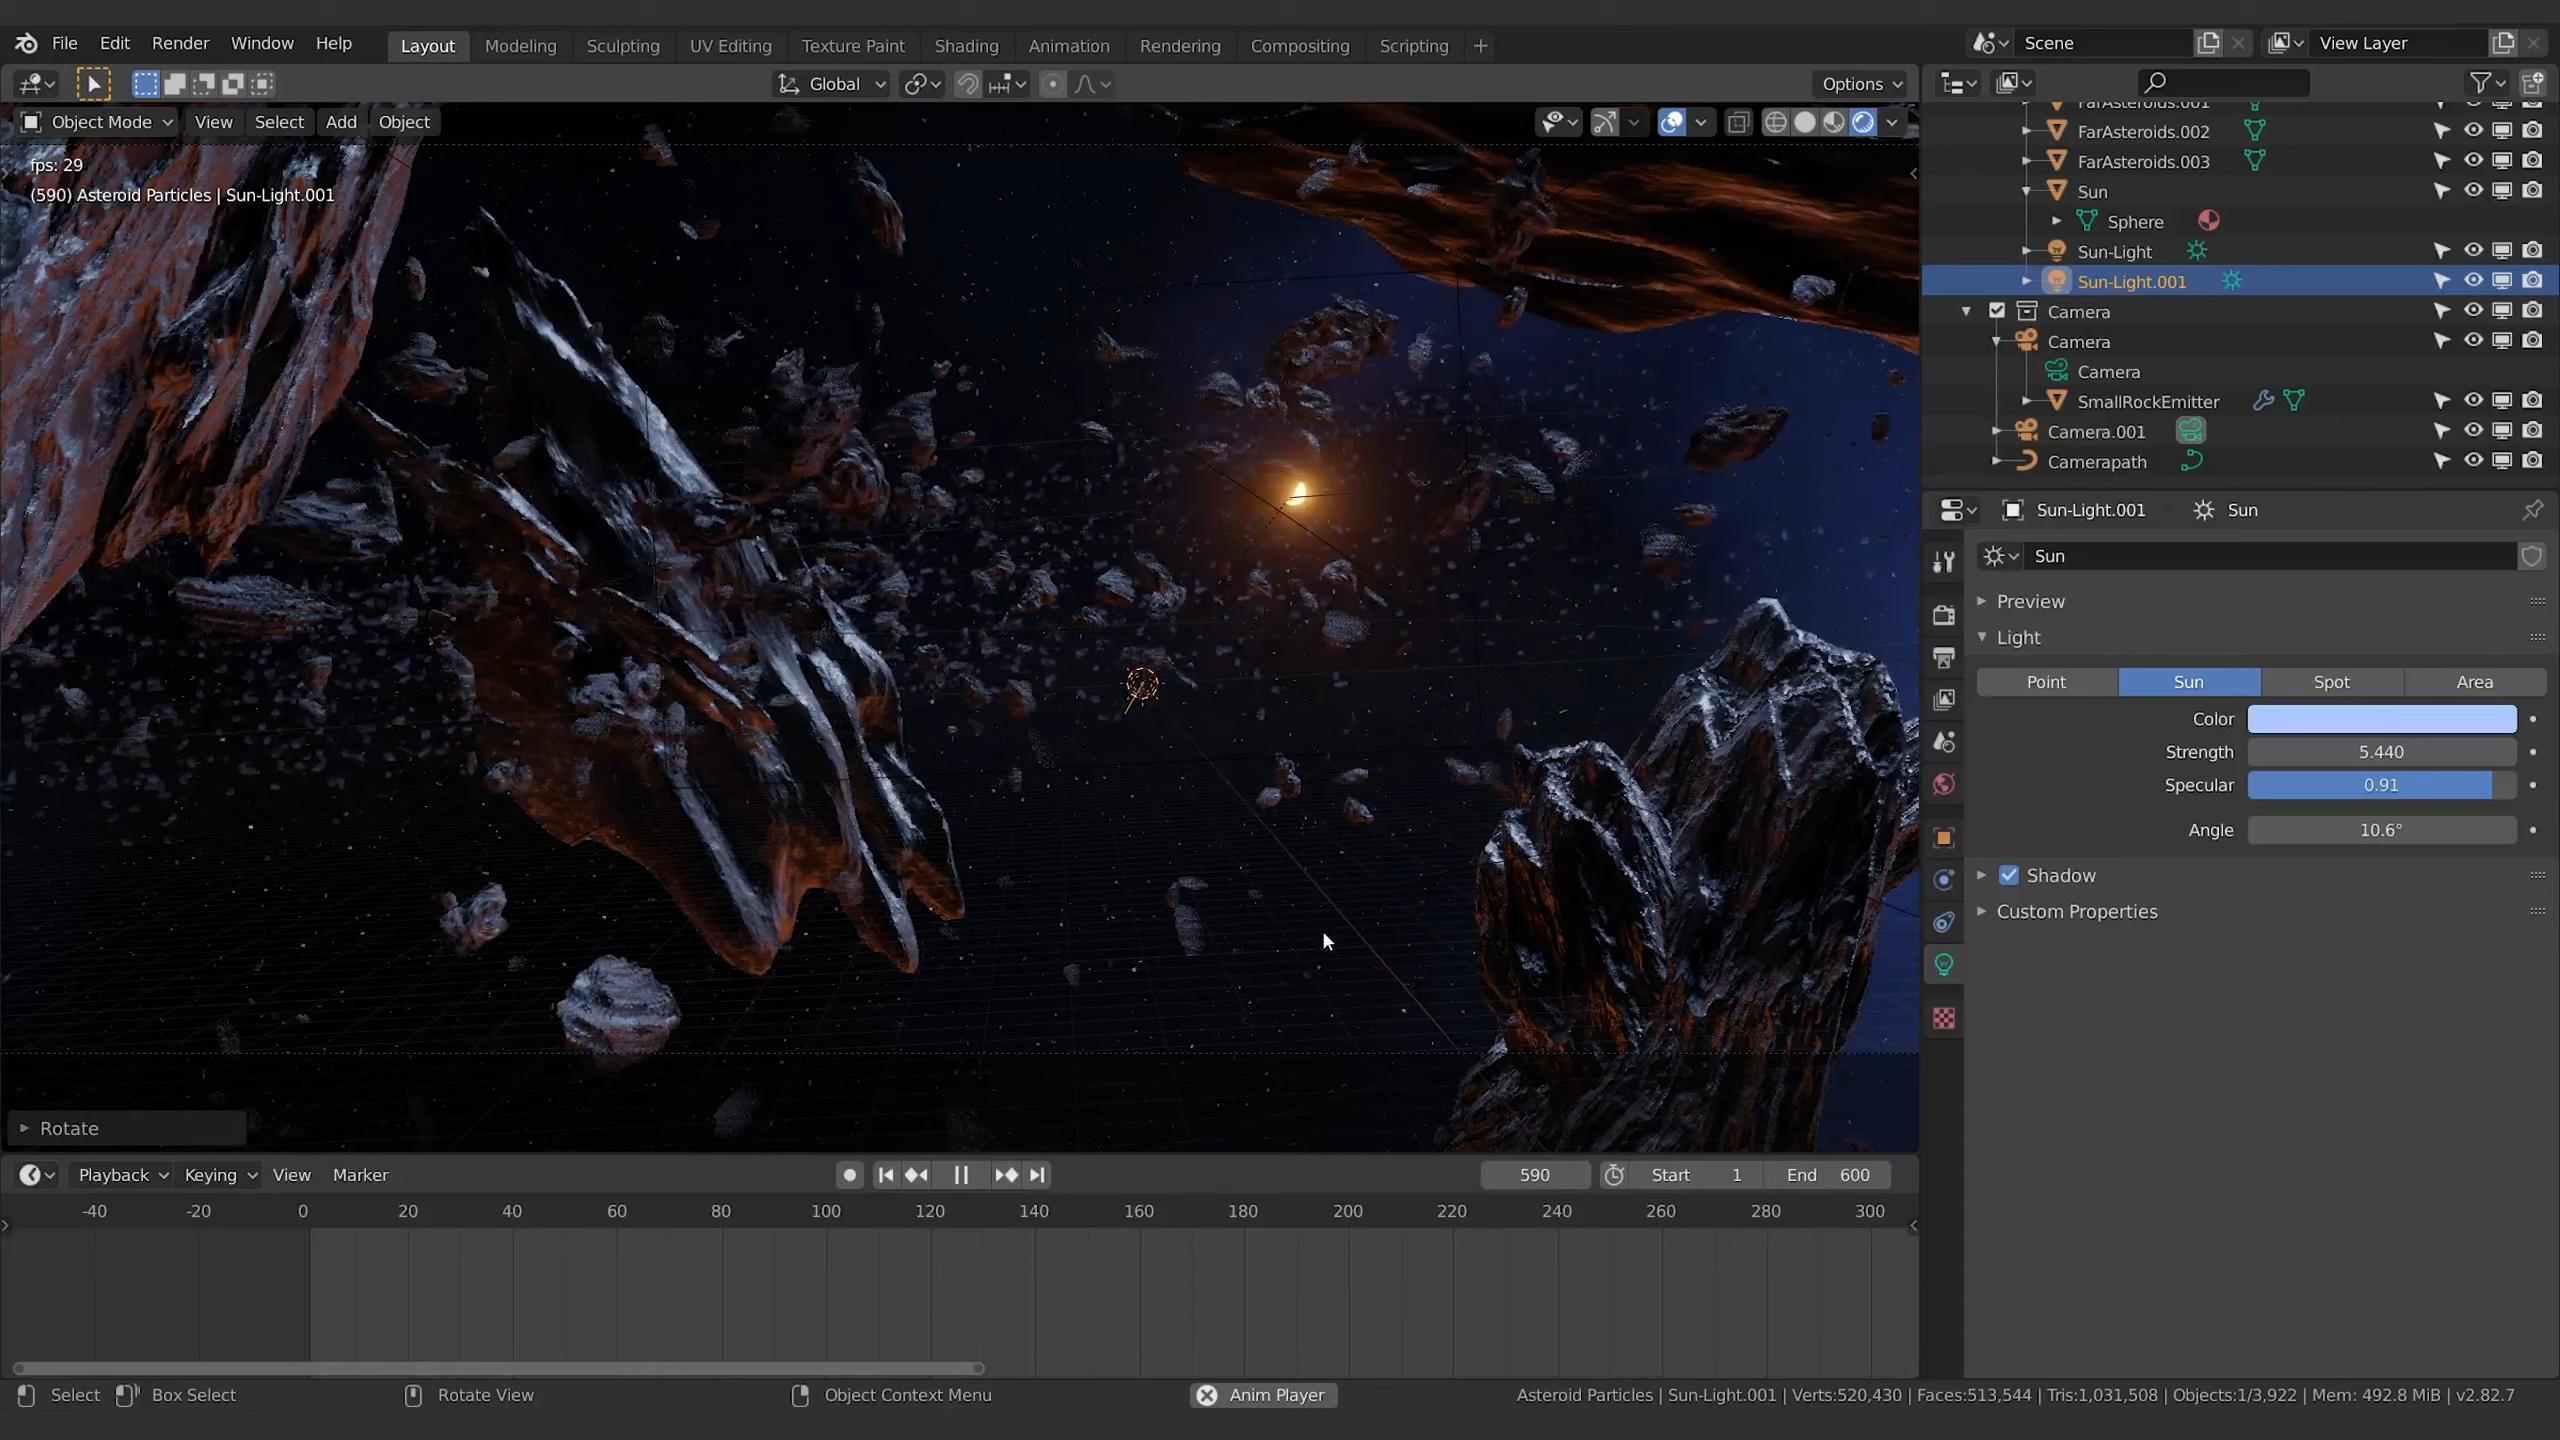 File Edit Render Window Help Layout Modeling Sculpting UV Editing Texture Paint Shading Animation Rendering Compositing Scripting + Scene View Layer
Global Options
Object Mode View Select Add Object
fps: 29
(590) Asteroid Particles | Sun-Light.001
Rotate
FarAsteroids.001
FarAsteroids.002
FarAsteroids.003
Sun
Sphere
Sun-Light
Sun-Light.001
Camera
Camera
Camera
SmallRockEmitter
Camera.001
Camerapath
Sun-Light.001 Sun
Sun
Preview
Light
Point Sun Spot Area
Color
Strength 5.440
Specular 0.91
Angle 10.6°
Shadow
Custom Properties
Playback Keying View Marker 590 Start 1 End 600
-40 -20 0 20 40 60 80 100 120 140 160 180 200 220 240 260 280 300
Select Box Select Rotate View Object Context Menu Anim Player Asteroid Particles | Sun-Light.001 | Verts:520,430 | Faces:513,544 | Tris:1,031,508 | Objects:1/3,922 | Mem: 492.8 MiB | v2.82.7